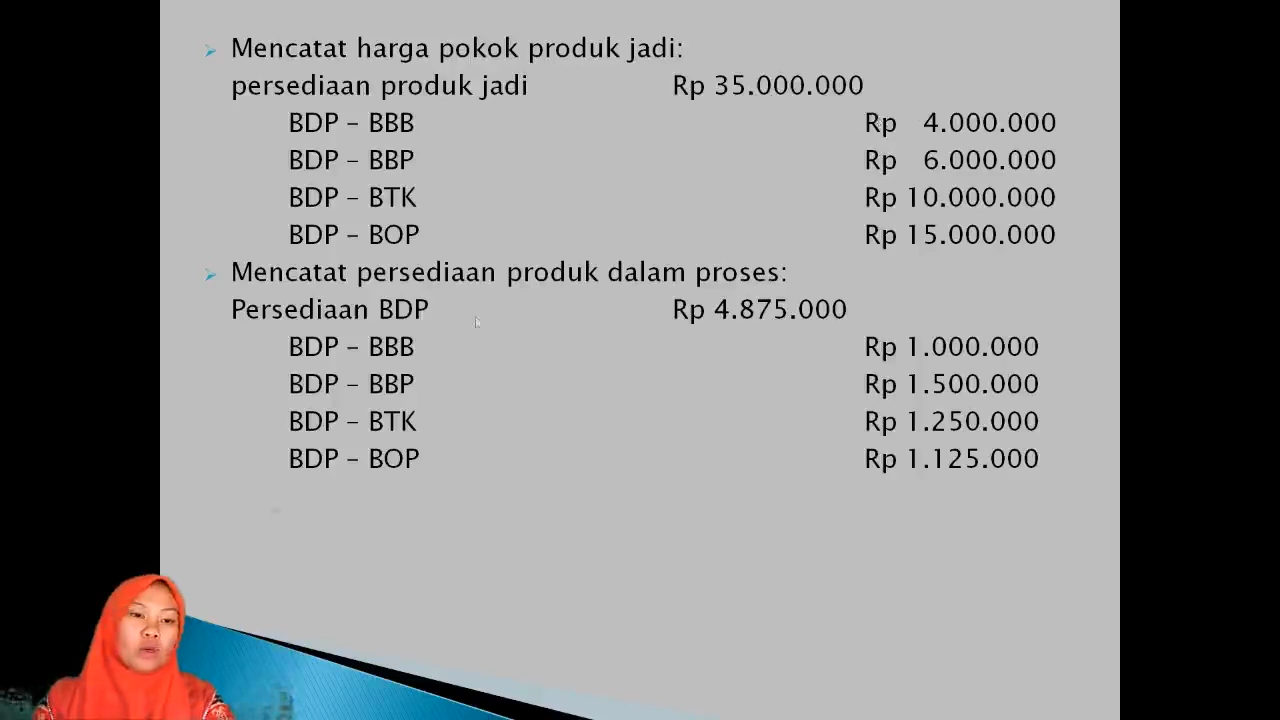 Mencatat harga pokok produk jadi:
persediaan produk jadi Rp 35.000.000
BDP – BBB Rp 4.000.000
BDP – BBP Rp 6.000.000
BDP – BTK Rp 10.000.000
BDP – BOP Rp 15.000.000
Mencatat persediaan produk dalam proses:
Persediaan BDP Rp 4.875.000
BDP – BBB Rp 1.000.000
BDP – BBP Rp 1.500.000
BDP – BTK Rp 1.250.000
BDP – BOP Rp 1.125.000